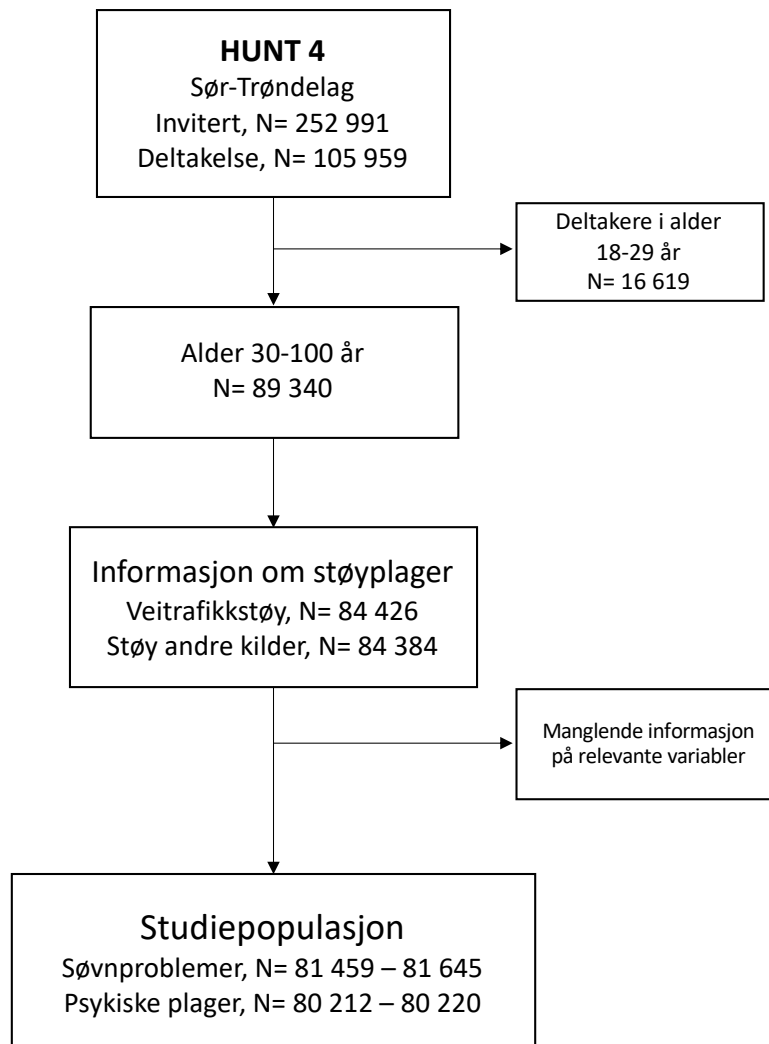 HUNT 4
Sør-Trøndelag
Invitert, N= 252 991
Deltakelse, N= 105 959
Deltakere i alder
18-29 år
N= 16 619
Alder 30-100 år
N= 89 340
Informasjon om støyplager
Veitrafikkstøy, N= 84 426
Støy andre kilder, N= 84 384
Manglende informasjon
på relevante variabler
Studiepopulasjon
Søvnproblemer, N= 81 459 – 81 645
Psykiske plager, N= 80 212 – 80 220